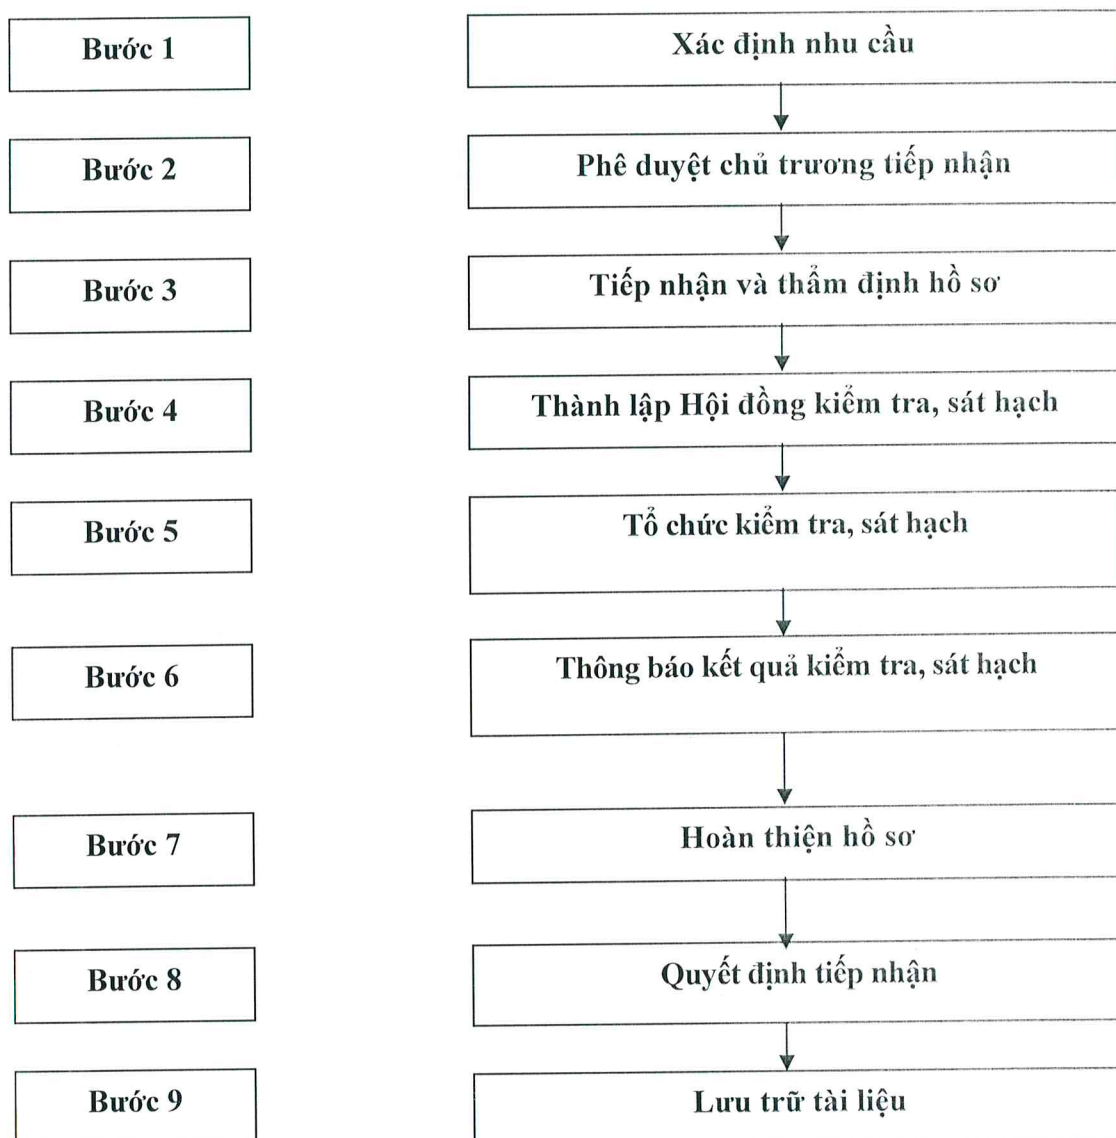 Bước 1
Xác định nhu cầu
Bước 2
Phê duyệt chủ trương tiếp nhận
Bước 3
Tiếp nhận và thẩm định hồ sơ
Bước 4
Thành lập Hội đồng kiểm tra, sát hạch
Bước 5
Tổ chức kiểm tra, sát hạch
Bước 6
Thông báo kết quả kiểm tra, sát hạch
Bước 7
Hoàn thiện hồ sơ
Bước 8
Quyết định tiếp nhận
Bước 9
Lưu trữ tài liệu